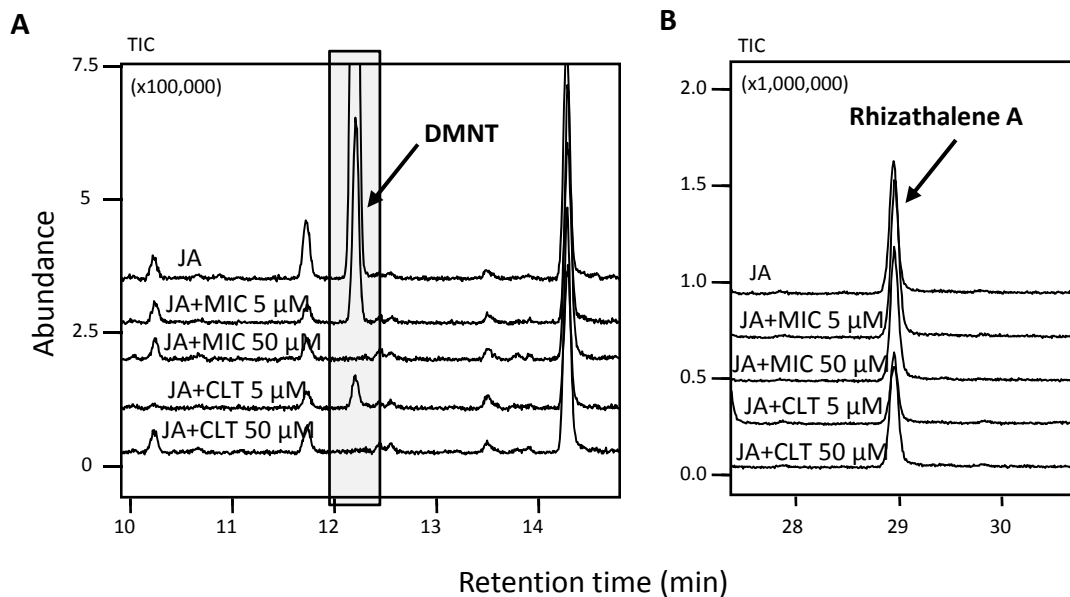 A
TIC
(x100,000)
7.5
5
2.5
0
Abundance
DMNT
JA
JA+MIC 5 µM
JA+MIC 50 µM
JA+CLT 5 µM
JA+CLT 50 µM
10 11 12 13 14
B
TIC
(x1,000,000)
2.0
1.5
1.0
0.5
0.0
Rhizathalene A
JA
JA+MIC 5 µM
JA+MIC 50 µM
JA+CLT 5 µM
JA+CLT 50 µM
28 29 30
Retention time (min)